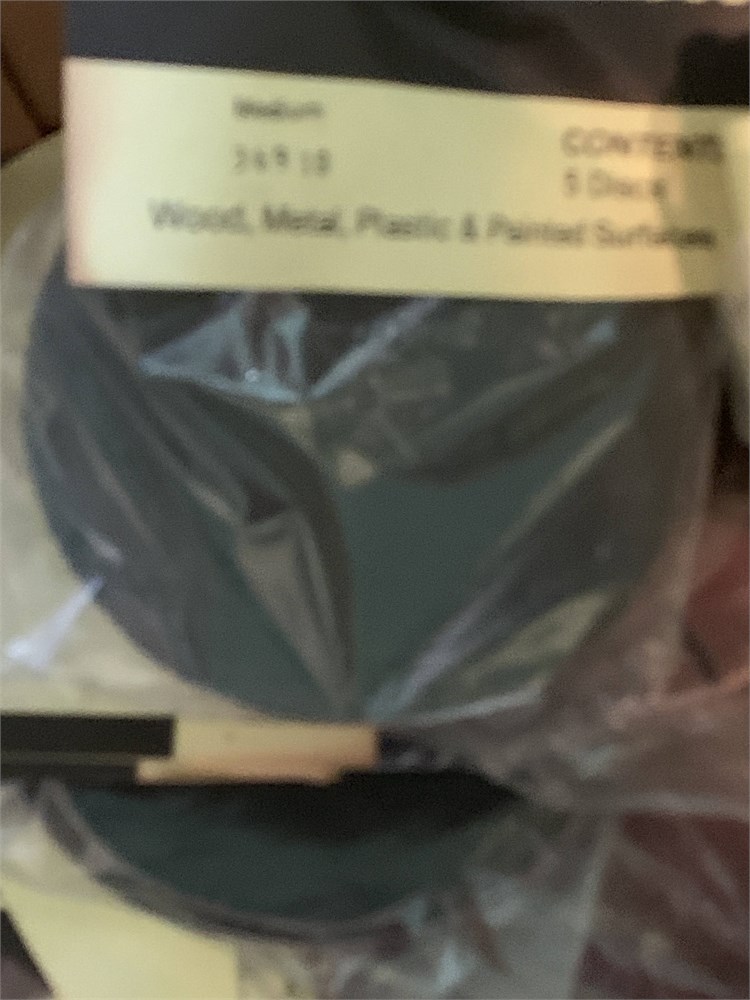 Medium
CONTENTS
5 Discs
Wood, Metal, Plastic & Painted Surfaces